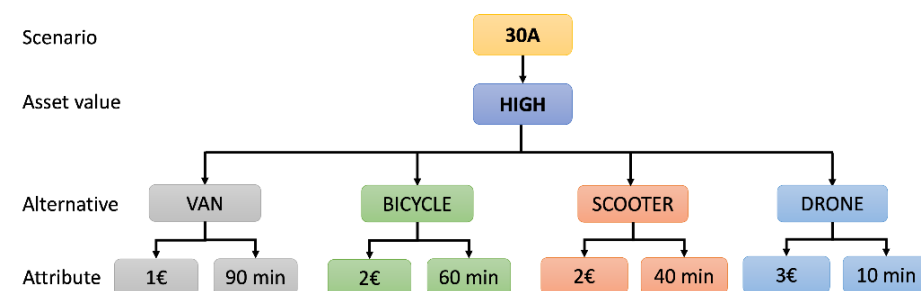 Scenario
30A
Asset value
HIGH
Alternative
VAN
BICYCLE
SCOOTER
DRONE
Attribute
1€
90 min
2€
60 min
2€
40 min
3€
10 min